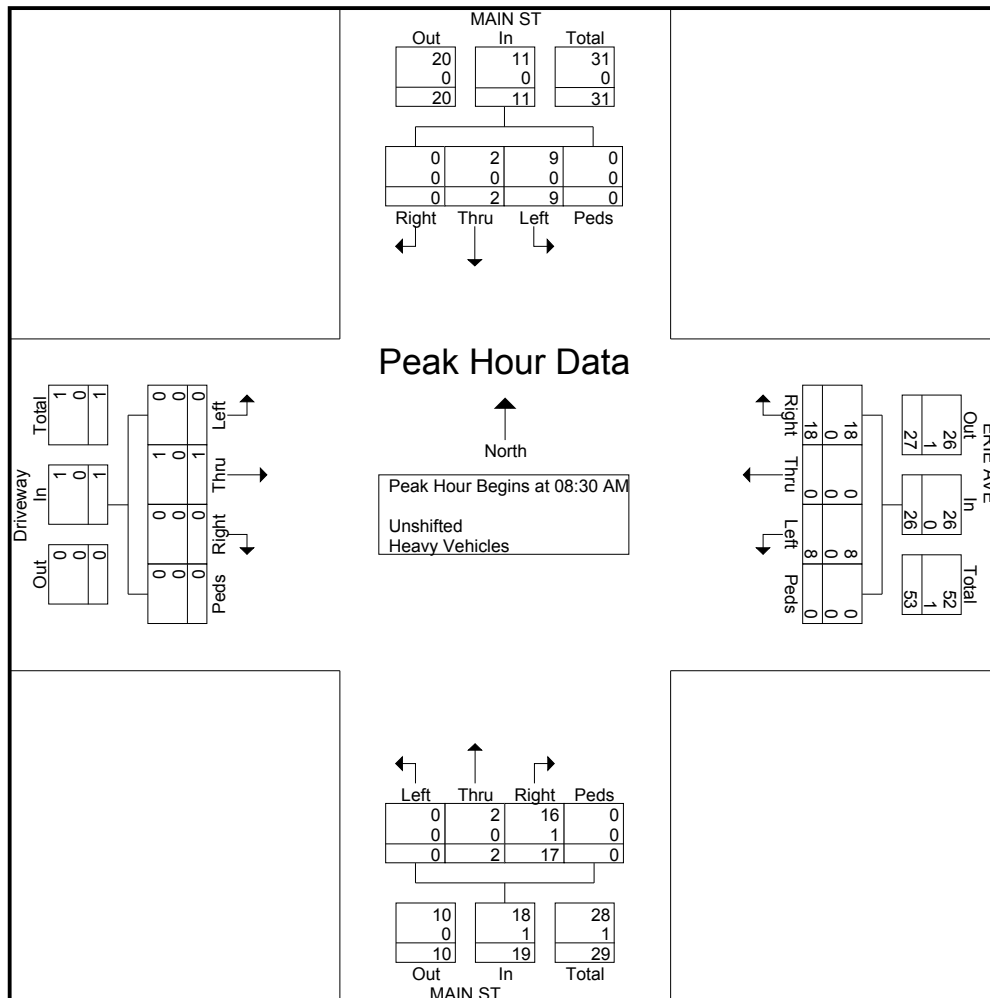 MAIN ST
Out In Total
20 11 31
0 0 0
20 11 31
0 2 9 0
0 0 0 0
0 2 9 0
Right Thru Left Peds
Peak Hour Data
North
Peak Hour Begins at 08:30 AM
Unshifted
Heavy Vehicles
Driveway
Out In Total
0 1 1
0 0 0
0 1 1
Left Thru Right Peds
0 1 0 0
0 0 0 0
0 1 0 0
ERIE AVE
Out In Total
26 26 52
1 0 1
27 26 53
18 0 8 0
0 0 0 0
18 0 8 0
Right Thru Left Peds
Left Thru Right Peds
0 2 16 0
0 0 1 0
0 2 17 0
10 18 28
0 1 1
10 19 29
Out In Total
MAIN ST